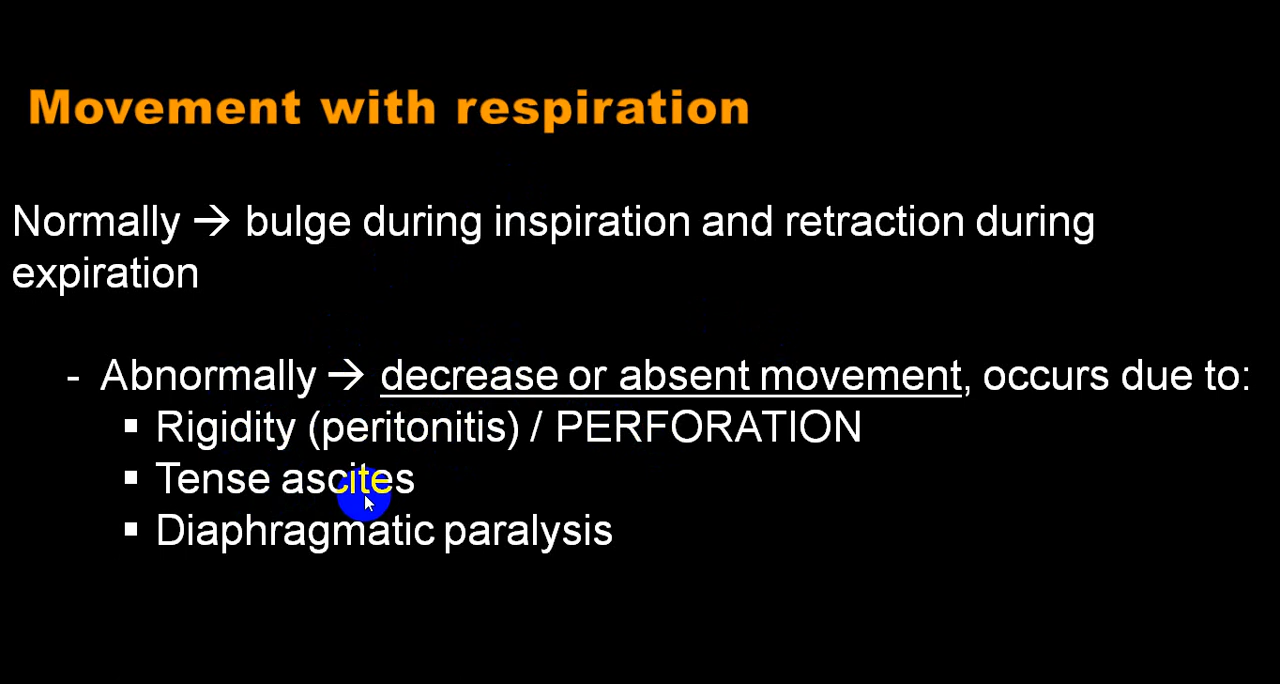 Movement with respiration
Normally → bulge during inspiration and retraction during
expiration
- Abnormally → decrease or absent movement, occurs due to:
▪ Rigidity (peritonitis) / PERFORATION
▪ Tense ascites
▪ Diaphragmatic paralysis